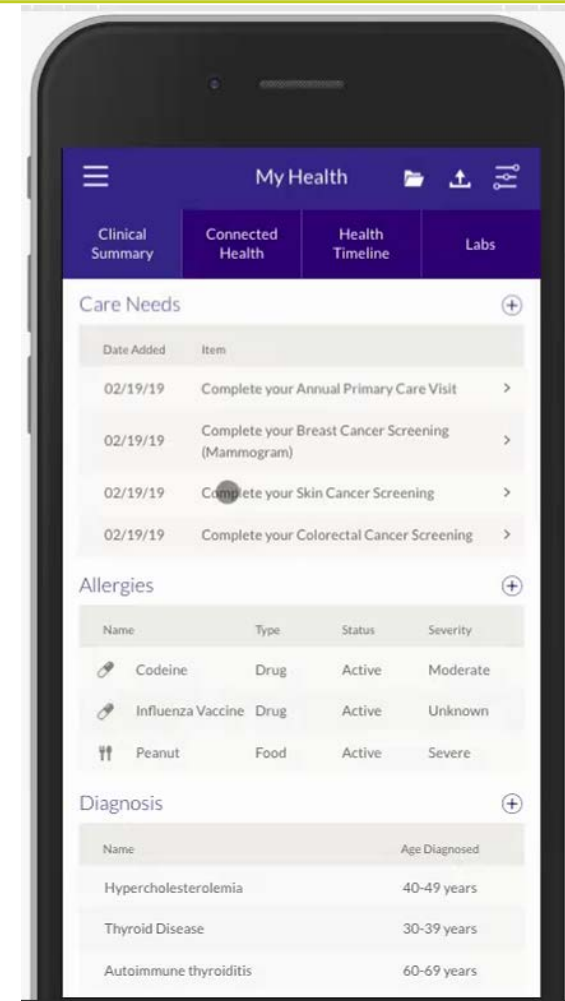 My Health
Clinical Summary
Connected Health
Health Timeline
Labs
Care Needs
Date Added Item
02/19/19 Complete your Annual Primary Care Visit
02/19/19 Complete your Breast Cancer Screening
(Mammogram)
02/19/19 Complete your Skin Cancer Screening
02/19/19 Complete your Colorectal Cancer Screening
Allergies
Name Type Status Severity
Codeine Drug Active Moderate
Influenza Vaccine Drug Active Unknown
Peanut Food Active Severe
Diagnosis
Name Age Diagnosed
Hypercholesterolemia 40-49 years
Thyroid Disease 30-39 years
Autoimmune thyroiditis 60-69 years